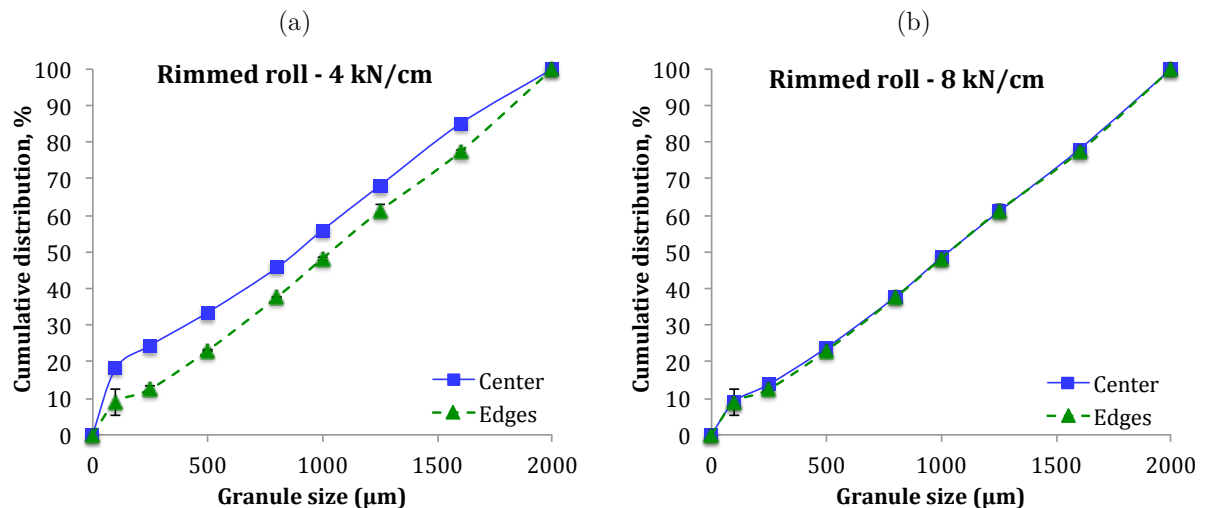 (a)
Rimmed roll - 4 kN/cm
Cumulative distribution, %
100
90
80
70
60
50
40
30
20
10
0
0 500 1000 1500 2000
Granule size (µm)
Center
Edges
(b)
Rimmed roll - 8 kN/cm
Cumulative distribution, %
100
90
80
70
60
50
40
30
20
10
0
0 500 1000 1500 2000
Granule size (µm)
Center
Edges